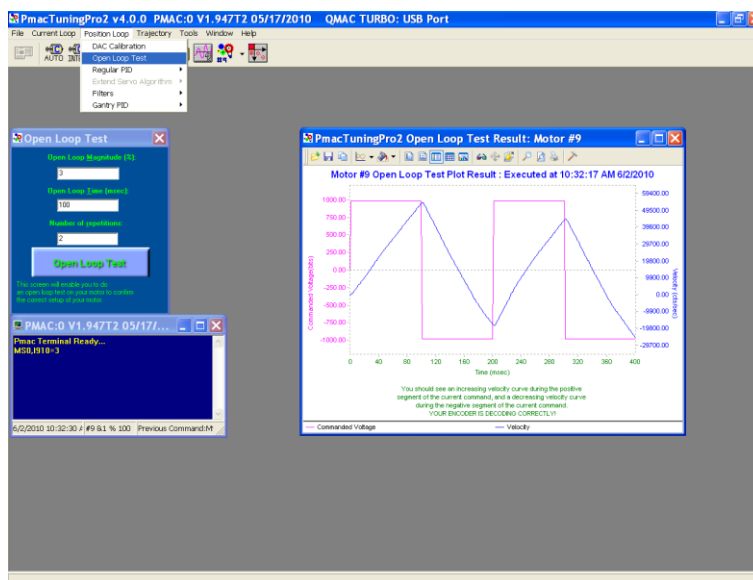 PmacTuningPro2 v4.0.0 PMAC:0 V1.947T2 05/17/2010 QMAC TURBO: USB Port
File Current Loop Position Loop Trajectory Tools Window Help
AUTO
DAC Calibration
Open Loop Test
Regular PID
Extend Servo Algorithm
Filters
Gantry PID
Open Loop Test
Open Loop Magnitude (%):
3
Open Loop Time (msec):
100
Number of repetitions:
2
Open Loop Test
This screen will enable you to do
an open loop test on your motor to confirm
the correct setup of your motor.
PMAC:0 V1.947T2 05/17/...
Pmac Terminal Ready...
MS0,I910=3
6/2/2010 10:32:30 A #9 &1 % 100 Previous Command:M
PmacTuningPro2 Open Loop Test Result: Motor #9
Motor #9 Open Loop Test Plot Result : Executed at 10:32:17 AM 6/2/2010
Commanded Voltage(bits)
1000.00
750.00
500.00
250.00
0.00
-250.00
-500.00
-750.00
-1000.00
59400.00
49500.00
39600.00
29700.00
19800.00
9900.00
0.00
-9900.00
-19800.00
-29700.00
Velocity (cts/sec)
0 40 80 120 160 200 240 280 320 360 400
Time (msec)
You should see an increasing velocity curve during the positive
segment of the current command, and a decreasing velocity curve
during the negative segment of the current command.
YOUR ENCODER IS DECODING CORRECTLY!
Commanded Voltage Velocity